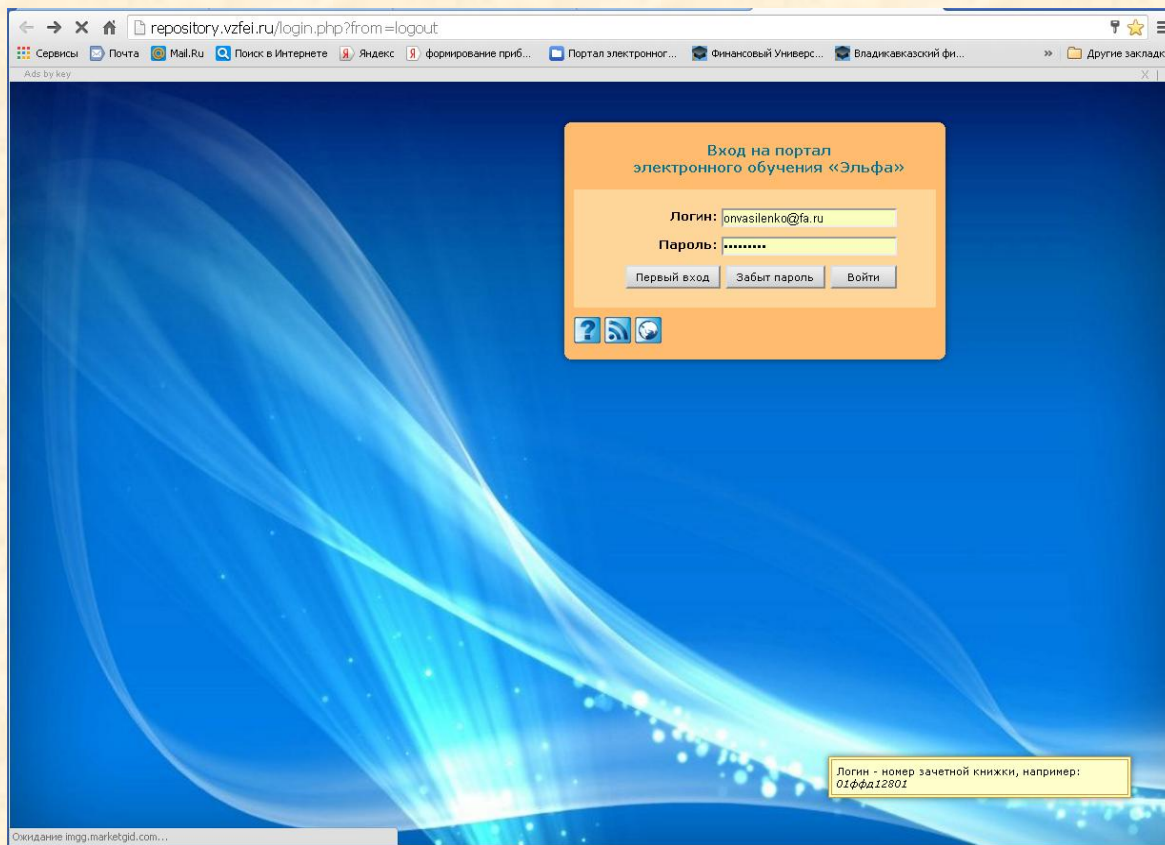 repository.vzfei.ru/login.php?from=logout
Сервисы Почта Mail.Ru Поиск в Интернете Яндекс формирование приб... Портал электронног... Финансовый Универс... Владикавказский фи... » Другие закладк
Ads by key X |
Вход на портал
электронного обучения «Эльфа»
Логин: onvasilenko@fa.ru
Пароль: •••••••••
Первый вход Забыт пароль Войти
Логин - номер зачетной книжки, например:
01ффд12801
Ожидание imgg.marketgid.com...